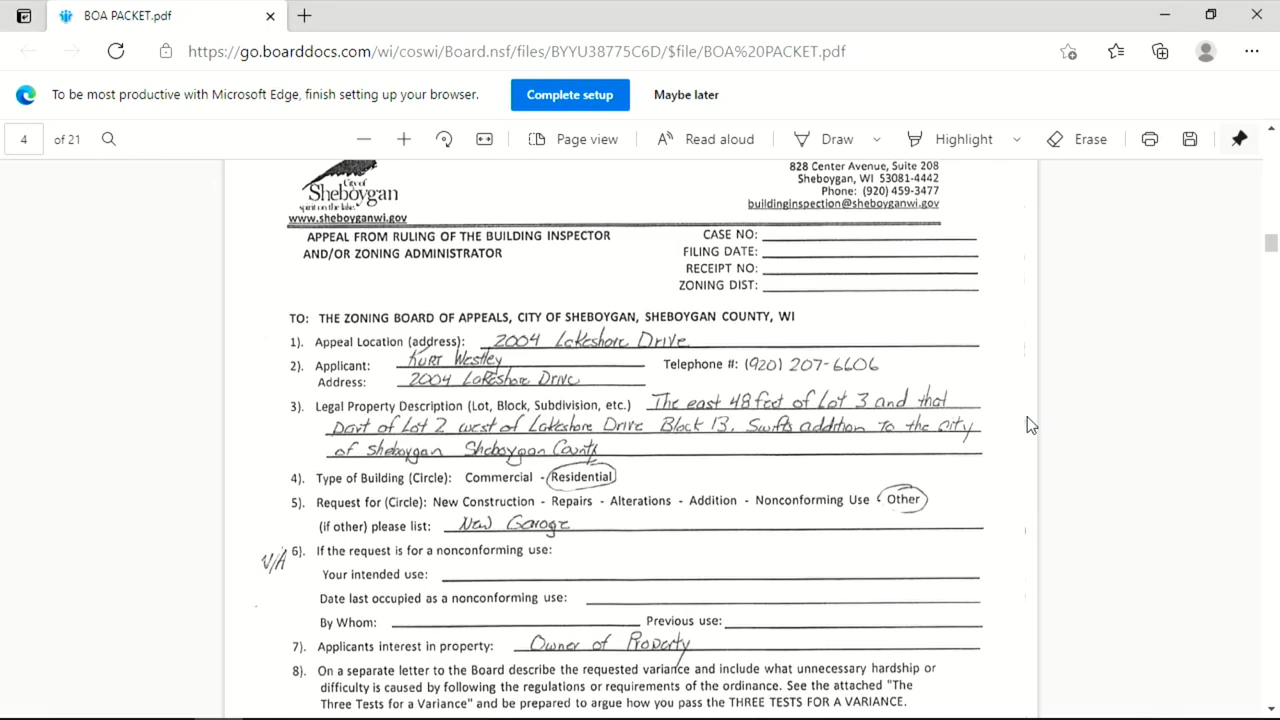 BOA PACKET.pdf
https://go.boarddocs.com/wi/coswi/Board.nsf/files/BYYU38775C6D/$file/BOA%20PACKET.pdf
To be most productive with Microsoft Edge, finish setting up your browser. Complete setup Maybe later
4 of 21 Page view Read aloud Draw Highlight Erase
828 Center Avenue, Suite 208
City of Sheboygan, WI 53081-4442
Sheboygan Phone: (920) 459-3477
spirit on the lake. buildinginspection@sheboyganwi.gov
www.sheboyganwi.gov
APPEAL FROM RULING OF THE BUILDING INSPECTOR CASE NO:
AND/OR ZONING ADMINISTRATOR FILING DATE:
RECEIPT NO:
ZONING DIST:
TO: THE ZONING BOARD OF APPEALS, CITY OF SHEBOYGAN, SHEBOYGAN COUNTY, WI
1). Appeal Location (address): 2004 Lakeshore Drive
2). Applicant: Kurt Westley Telephone #: (920) 207-6606
Address: 2004 Lakeshore Drive
3). Legal Property Description (Lot, Block, Subdivision, etc.) The east 48 feet of Lot 3 and that
part of Lot 2 west of Lakeshore Drive Block 13. Swifts addition to the city
of Sheboygan Sheboygan County
4). Type of Building (Circle): Commercial - Residential
5). Request for (Circle): New Construction - Repairs - Alterations - Addition - Nonconforming Use - Other
(if other) please list: New Garage
N/A 6). If the request is for a nonconforming use:
Your intended use:
Date last occupied as a nonconforming use:
By Whom: Previous use:
7). Applicants interest in property: Owner of Property
8). On a separate letter to the Board describe the requested variance and include what unnecessary hardship or
difficulty is caused by following the regulations or requirements of the ordinance. See the attached "The
Three Tests for a Variance" and be prepared to argue how you pass the THREE TESTS FOR A VARIANCE.